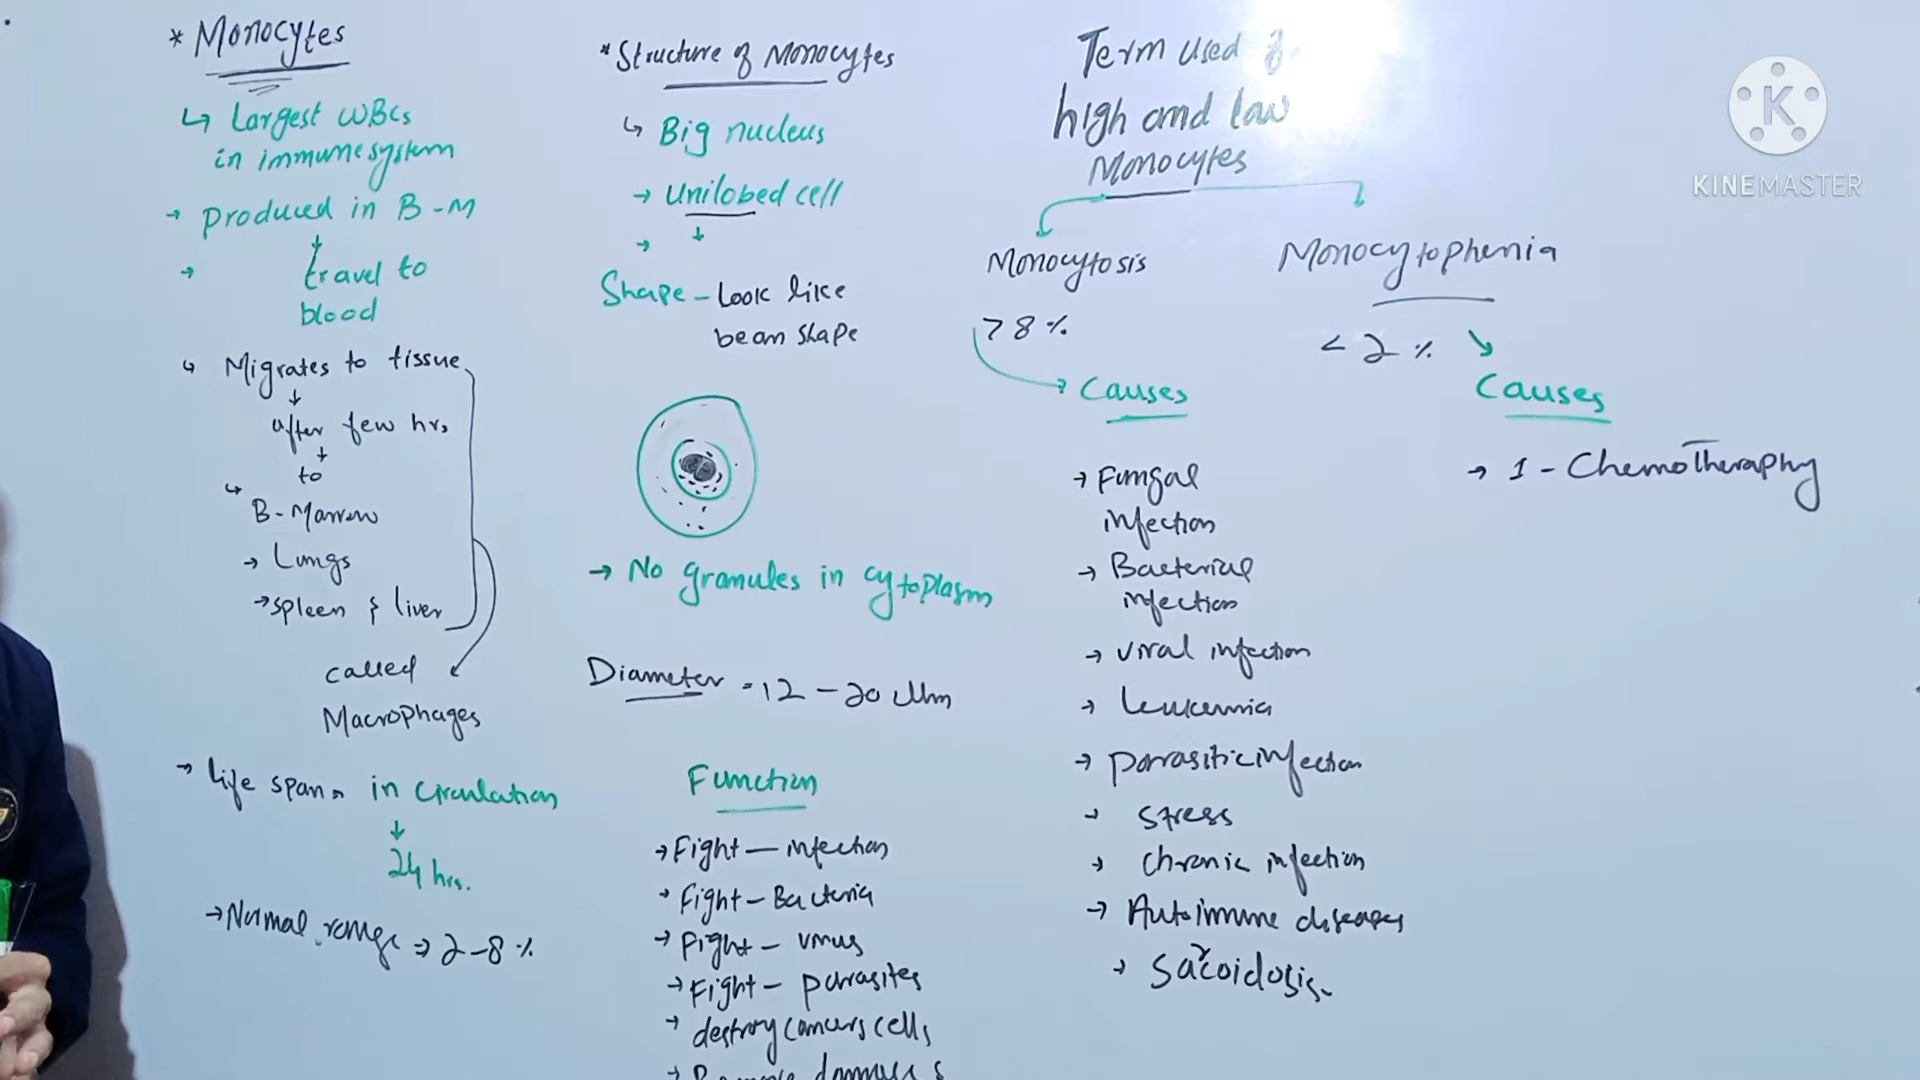 * Monocytes
↳ Largest WBCs
in immune system
→ Produced in B-M
↓
→ travel to
blood
↳ Migrates to tissue
↓
after few hrs
↓
to
↳ B-Marrow
→ Lungs
→ spleen & liver
called
Macrophages
→ life span in circulation
↓
24 hrs.
→ Normal range → 2-8 %
* Structure of Monocytes
↳ Big nucleus
→ Unilobed cell
→ ↓
Shape - Look like
bean shape
→ No granules in cytoplasm
Diameter = 12 - 20 Mm
Function
→ Fight - infection
→ Fight - Bacteria
→ Fight - virus
→ Fight - parasites
→ destroy cancers cells
Term used
high and law
Monocytes
Monocytosis
> 8 %
→ Causes
→ Fungal
infection
→ Bacterial
infection
→ viral infection
→ Leukemia
→ parasitic infection
→ stress
→ chronic infection
→ Autoimmune diseases
→ Sarcoidosis
Monocytophenia
< 2 %
Causes
→ 1 - Chemotheraphy
K
KINEMASTER